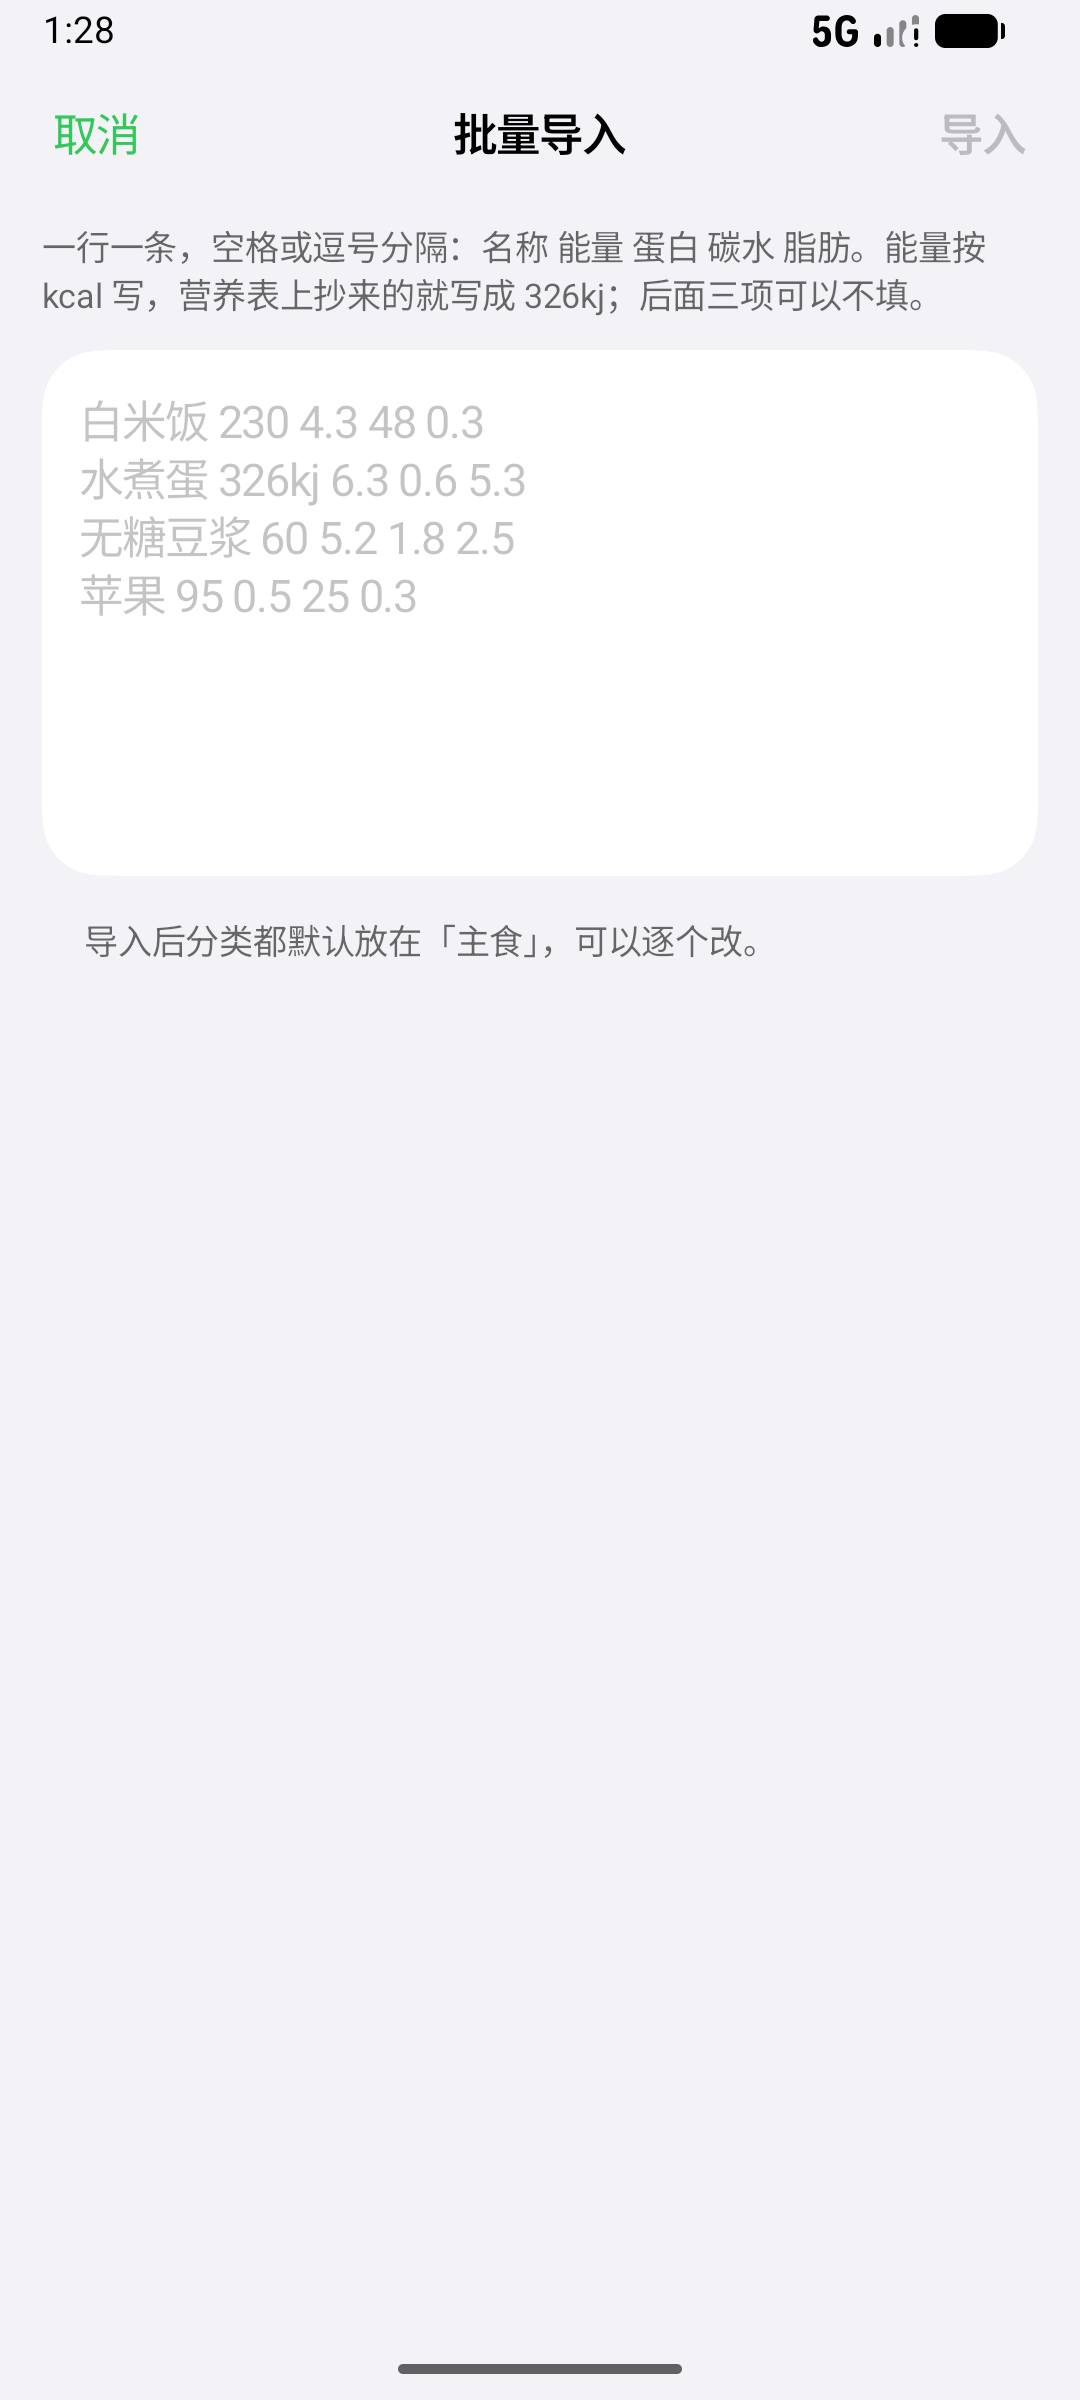 1:28
5G
取消
批量导入
导入
一行一条，空格或逗号分隔：名称 能量 蛋白 碳水 脂肪。能量按
kcal 写，营养表上抄来的就写成 326kj；后面三项可以不填。
白米饭 230 4.3 48 0.3
水煮蛋 326kj 6.3 0.6 5.3
无糖豆浆 60 5.2 1.8 2.5
苹果 95 0.5 25 0.3
导入后分类都默认放在「主食」，可以逐个改。